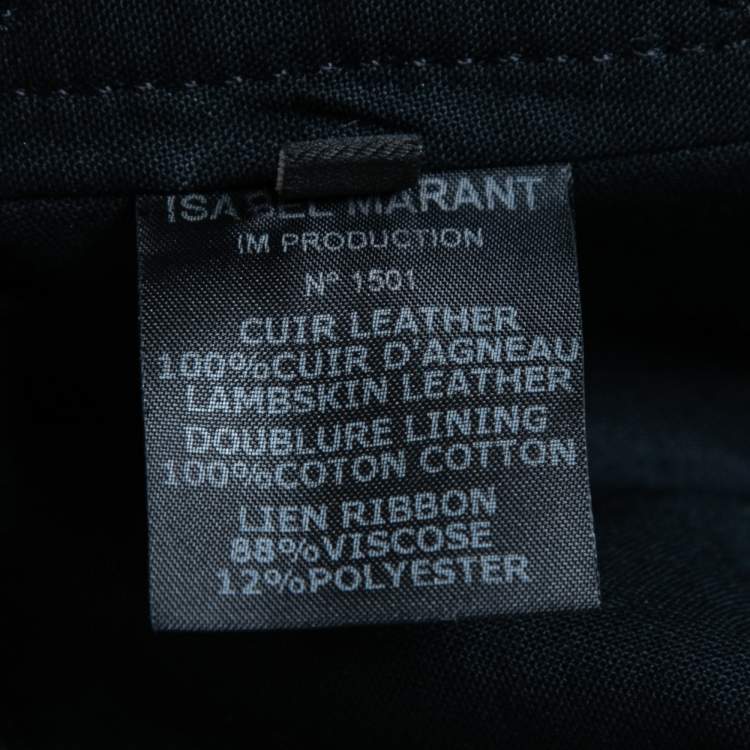 ISABEL MARANT
IM PRODUCTION
N° 1501
CUIR LEATHER
100%CUIR D'AGNEAU
LAMBSKIN LEATHER
DOUBLURE LINING
100%COTON COTTON
LIEN RIBBON
88%VISCOSE
12%POLYESTER